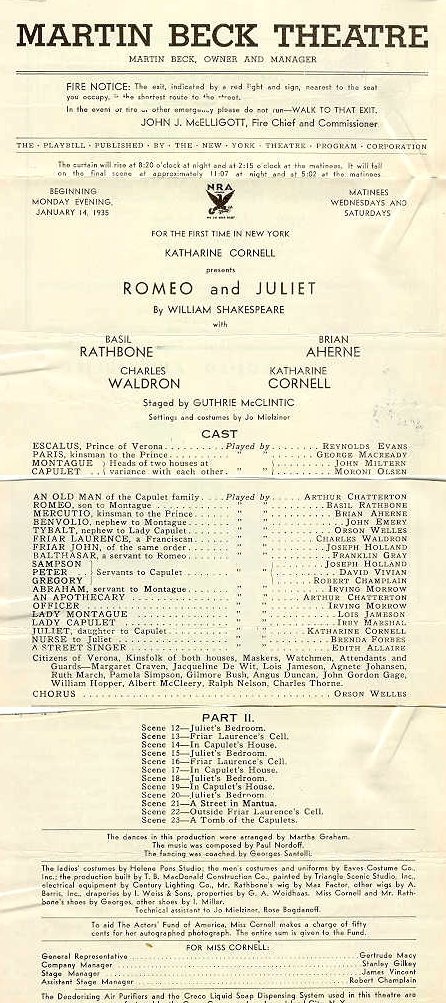 MARTIN BECK THEATRE
MARTIN BECK, OWNER AND MANAGER
FIRE NOTICE: The exit, indicated by a red light and sign, nearest to the seat
you occupy, is the shortest route to the street.
In the event of fire or other emergency please do not run—WALK TO THAT EXIT.
JOHN J. McELLIGOTT, Fire Chief and Commissioner
THE · PLAYBILL · PUBLISHED · BY · THE · NEW · YORK · THEATRE · PROGRAM · CORPORATION
The curtain will rise at 8:20 o'clock at night and at 2:15 o'clock at the matinees. It will fall
on the final scene at approximately 11:07 at night and at 5:02 at the matinees
BEGINNING
MONDAY EVENING,
JANUARY 14, 1935
NRA
MATINEES
WEDNESDAYS AND
SATURDAYS
FOR THE FIRST TIME IN NEW YORK
KATHARINE CORNELL
presents
ROMEO and JULIET
By WILLIAM SHAKESPEARE
with
BASIL RATHBONE
BRIAN AHERNE
CHARLES WALDRON
KATHARINE CORNELL
Staged by GUTHRIE McCLINTIC
Settings and costumes by Jo Mielziner
CAST
ESCALUS, Prince of Verona..........Played by........REYNOLDS EVANS
PARIS, kinsman to the Prince.......... " " ........GEORGE MACREADY
MONTAGUE } Heads of two houses at " " ........JOHN MILTERN
CAPULET } variance with each other. " " ........MORONI OLSEN
AN OLD MAN of the Capulet family....Played by........ARTHUR CHATTERTON
ROMEO, son to Montague.......... " " ........BASIL RATHBONE
MERCUTIO, kinsman to the Prince...... " " ........BRIAN AHERNE
BENVOLIO, nephew to Montague....... " " ........JOHN EMERY
TYBALT, nephew to Lady Capulet...... " " ........ORSON WELLES
FRIAR LAURENCE, a Franciscan...... " " ........CHARLES WALDRON
FRIAR JOHN, of the same order....... " " ........JOSEPH HOLLAND
BALTHASAR, a servant to Romeo...... " " ........FRANKLIN GRAY
SAMPSON } " " { ........JOSEPH HOLLAND
PETER } Servants to Capulet " " { ........DAVID VIVIAN
GREGORY } " " { ........ROBERT CHAMPLAIN
ABRAHAM, servant to Montague...... " " ........IRVING MORROW
AN APOTHECARY .......... " " ........ARTHUR CHATTERTON
OFFICER .......... " " ........IRVING MORROW
LADY MONTAGUE .......... " " ........LOIS JAMESON
LADY CAPULET .......... " " ........IRBY MARSHAL
JULIET, daughter to Capulet.......... " " ........KATHARINE CORNELL
NURSE to Juliet .......... " " ........BRENDA FORBES
A STREET SINGER .......... " " ........EDITH ALLAIRE
Citizens of Verona, Kinsfolk of both houses, Maskers, Watchmen, Attendants and
Guards—Margaret Craven, Jacqueline De Wit, Lois Jameson, Agnete Johansen,
Ruth March, Pamela Simpson, Gilmore Bush, Angus Duncan, John Gordon Gage,
William Hopper, Albert McCleery, Ralph Nelson, Charles Thorne.
CHORUS ..........ORSON WELLES
PART II.
Scene 12—Juliet's Bedroom.
Scene 13—Friar Laurence's Cell.
Scene 14—In Capulet's House.
Scene 15—Juliet's Bedroom.
Scene 16—Friar Laurence's Cell.
Scene 17—In Capulet's House.
Scene 18—Juliet's Bedroom.
Scene 19—In Capulet's House.
Scene 20—Juliet's Bedroom.
Scene 21—A Street in Mantua.
Scene 22—Outside Friar Laurence's Cell.
Scene 23—A Tomb of the Capulets.
The dances in this production were arranged by Martha Graham.
The music was composed by Paul Nordoff.
The fencing was coached by Georges Santelli.
The ladies' costumes by Helene Pons Studio; the men's costumes and uniforms by Eaves Costume Co.,
Inc.; the production built by T. B. MacDonald Construction Co., painted by Triangle Scenic Studio, Inc.,
electrical equipment by Century Lighting Co., Mr. Rathbone's wig by Max Factor, other wigs by A.
Barris, Inc., draperies by I. Weiss & Sons, properties by G. A. Weidhaas. Miss Cornell and Mr. Rath-
bone's shoes by Georges, other shoes by I. Millar.
Technical assistant to Jo Mielziner, Rose Bogdanoff.
To aid The Actors' Fund of America, Miss Cornell makes a charge of fifty
cents for her autographed photograph. The entire sum is given to the Fund.
FOR MISS CORNELL:
General Representative ..........Gertrude Macy
Company Manager ..........Stanley Gilkey
Stage Manager ..........James Vincent
Assistant Stage Manager ..........Robert Champlain
The Deodorizing Air Purifiers and the Creco Liquid Soap Dispensing System used in this theatre are